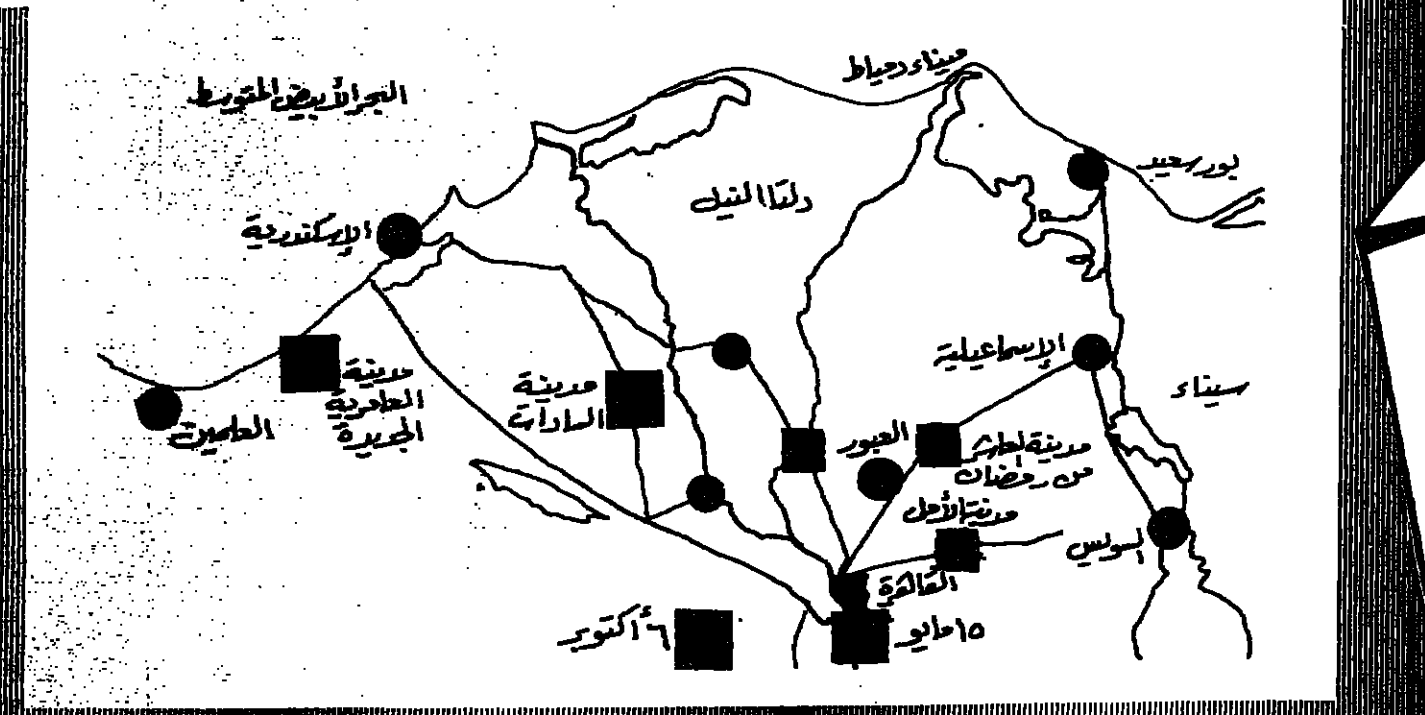 ميناء دمياط
البحر الأبيض المتوسط
بور سعيد
دلتا النيل
الإسكندرية
الإسماعيلية
سيناء
مدينة
العامرية
الجديدة
مدينة
السادات
العلمين
العبور
مدينة العاشر
من رمضان
مدينة الأمل
السويس
القاهرة
٦ أكتوبر
١٥ مايو